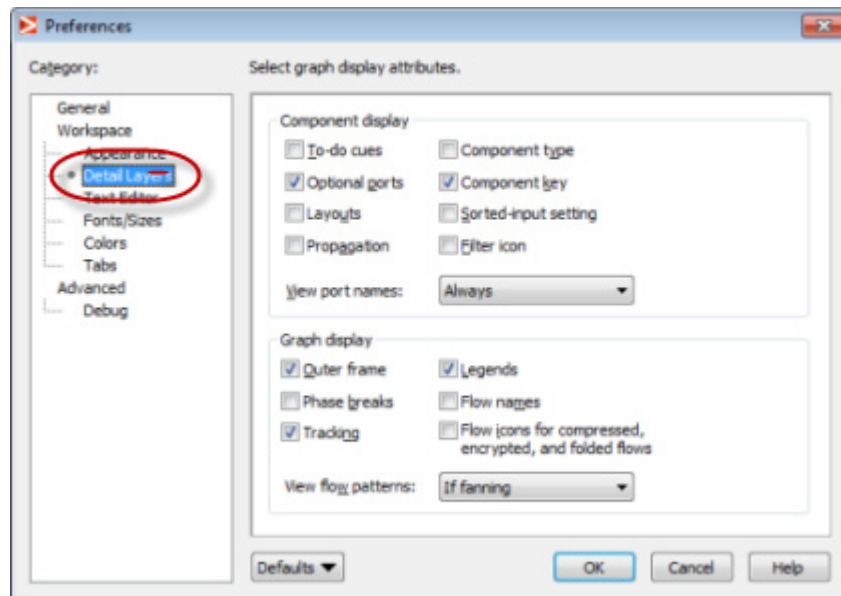 Preferences
Category:
Select graph display attributes.
General
Workspace
Appearance
Detail Layers
Text Editor
Fonts/Sizes
Colors
Tabs
Advanced
Debug
Component display
To-do cues
Component type
Optional ports
Component key
Layouts
Sorted-input setting
Propagation
Filter icon
View port names:
Always
Graph display
Outer frame
Legends
Phase breaks
Flow names
Tracking
Flow icons for compressed,
encrypted, and folded flows
View flow patterns:
If fanning
Defaults
OK
Cancel
Help